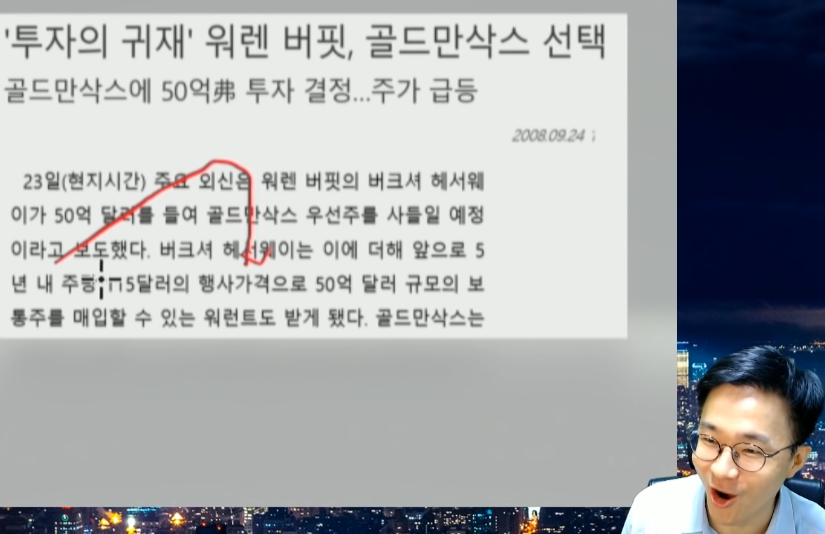 '투자의 귀재' 워렌 버핏, 골드만삭스 선택
골드만삭스에 50억弗 투자 결정...주가 급등
2008.09.24
23일(현지시간) 주요 외신은 워렌 버핏의 버크셔 헤서웨
이가 50억 달러를 들여 골드만삭스 우선주를 사들일 예정
이라고 보도했다. 버크셔 헤서웨이는 이에 더해 앞으로 5
년 내 5달러의 행사가격으로 50억 달러 규모의 보
통주를 매입할 수 있는 워런트도 받게 됐다. 골드만삭스는